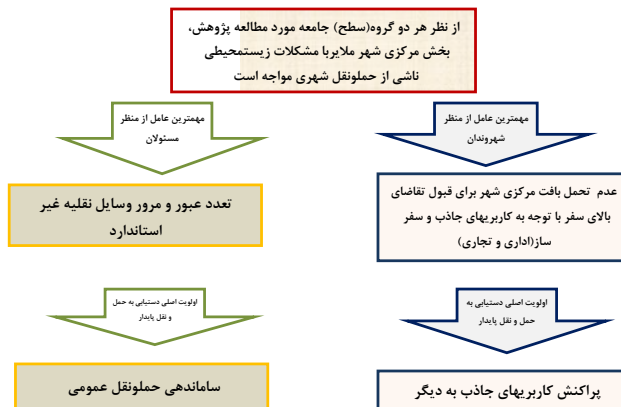 از نظر هر دو گروه(سطح) جامعه مورد مطالعه پژوهش،
بخش مرکزی شهر ملایربا مشکلات زیستمحیطی
ناشی از حملونقل شهری مواجه است
مهمترین عامل از منظر
شهروندان
مهمترین عامل از منظر
مسئولان
عدم تحمل بافت مرکزی شهر برای قبول تقاضای
بالای سفر با توجه به کاربریهای جاذب و سفر
ساز(اداری و تجاری)
تعدد عبور و مرور وسایل نقلیه غیر
استاندارد
اولویت اصلی دستیابی به
حمل و نقل پایدار
اولویت اصلی دستیابی به حمل
و نقل پایدار
پراکنش کاربریهای جاذب به دیگر
ساماندهی حملونقل عمومی